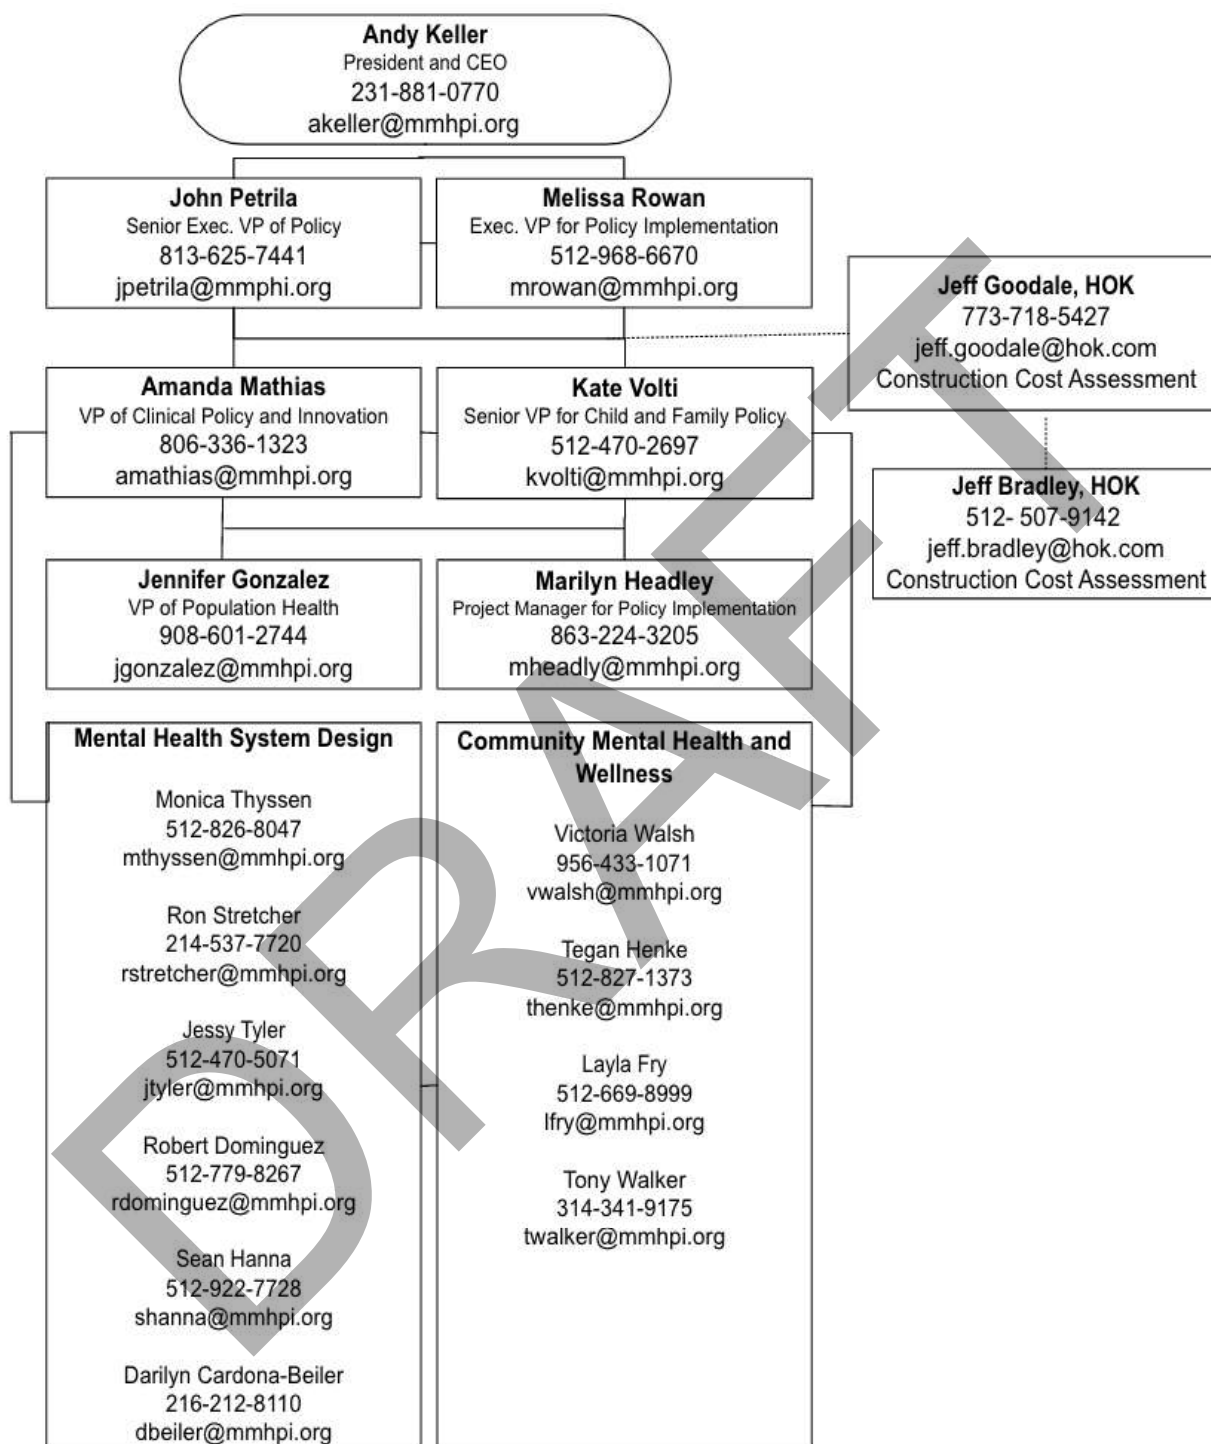 Andy Keller
President and CEO
231-881-0770
akeller@mmhpi.org
John Petrila
Senior Exec. VP of Policy
813-625-7441
jpetrila@mmphi.org
Melissa Rowan
Exec. VP for Policy Implementation
512-968-6670
mrowan@mmhpi.org
Jeff Goodale, HOK
773-718-5427
jeff.goodale@hok.com
Construction Cost Assessment
Amanda Mathias
VP of Clinical Policy and Innovation
806-336-1323
amathias@mmhpi.org
Kate Volti
Senior VP for Child and Family Policy
512-470-2697
kvolti@mmhpi.org
Jeff Bradley, HOK
512- 507-9142
jeff.bradley@hok.com
Construction Cost Assessment
Jennifer Gonzalez
VP of Population Health
908-601-2744
jgonzalez@mmhpi.org
Marilyn Headley
Project Manager for Policy Implementation
863-224-3205
mheadly@mmhpi.org
Mental Health System Design
Monica Thyssen
512-826-8047
mthyssen@mmhpi.org
Ron Stretcher
214-537-7720
rstretcher@mmhpi.org
Jessy Tyler
512-470-5071
jtyler@mmhpi.org
Robert Dominguez
512-779-8267
rdominguez@mmhpi.org
Sean Hanna
512-922-7728
shanna@mmhpi.org
Darilyn Cardona-Beiler
216-212-8110
dbeiler@mmhpi.org
Community Mental Health and
Wellness
Victoria Walsh
956-433-1071
vwalsh@mmhpi.org
Tegan Henke
512-827-1373
thenke@mmhpi.org
Layla Fry
512-669-8999
lfry@mmhpi.org
Tony Walker
314-341-9175
twalker@mmhpi.org
DRAFT